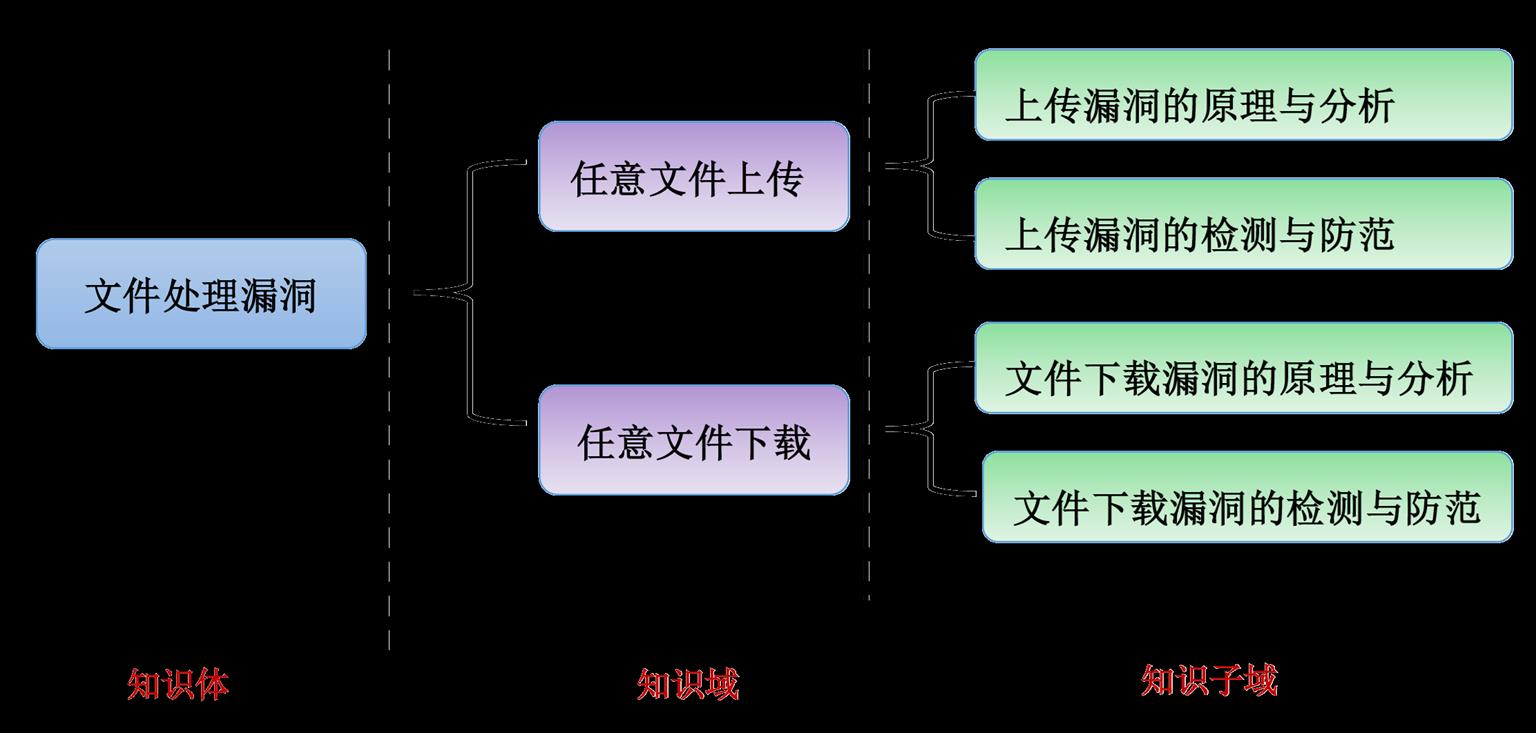 文件处理漏洞
任意文件上传
任意文件下载
上传漏洞的原理与分析
上传漏洞的检测与防范
文件下载漏洞的原理与分析
文件下载漏洞的检测与防范
知识体
知识域
知识子域